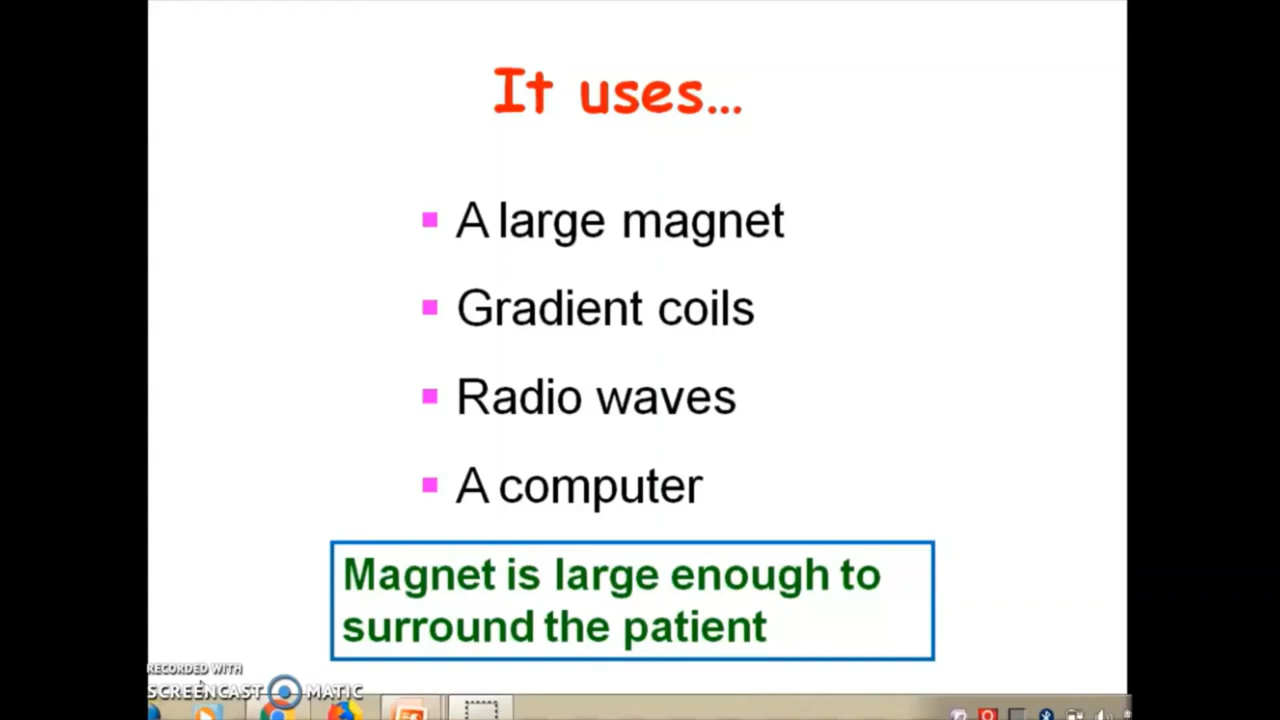 It uses...
A large magnet
Gradient coils
Radio waves
A computer
Magnet is large enough to
surround the patient
RECORDED WITH
SCREENCAST MATIC